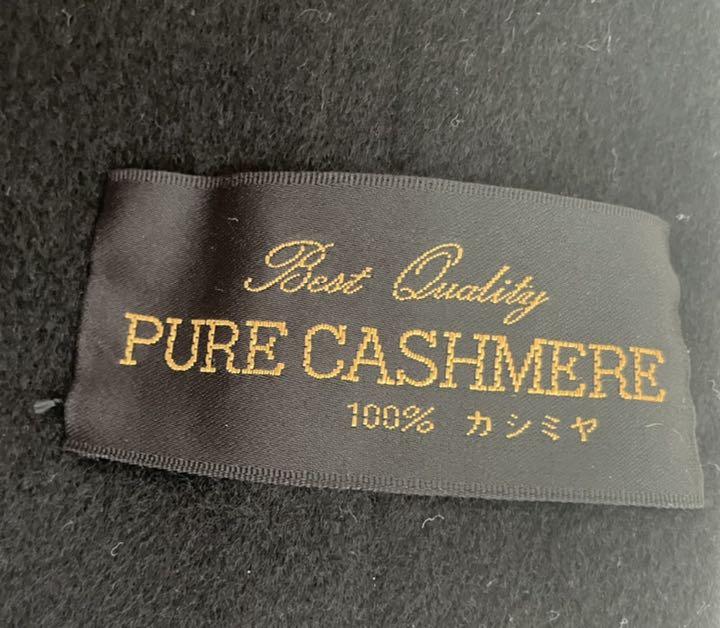 Best Quality
PURE CASHMERE
100% カシミヤ